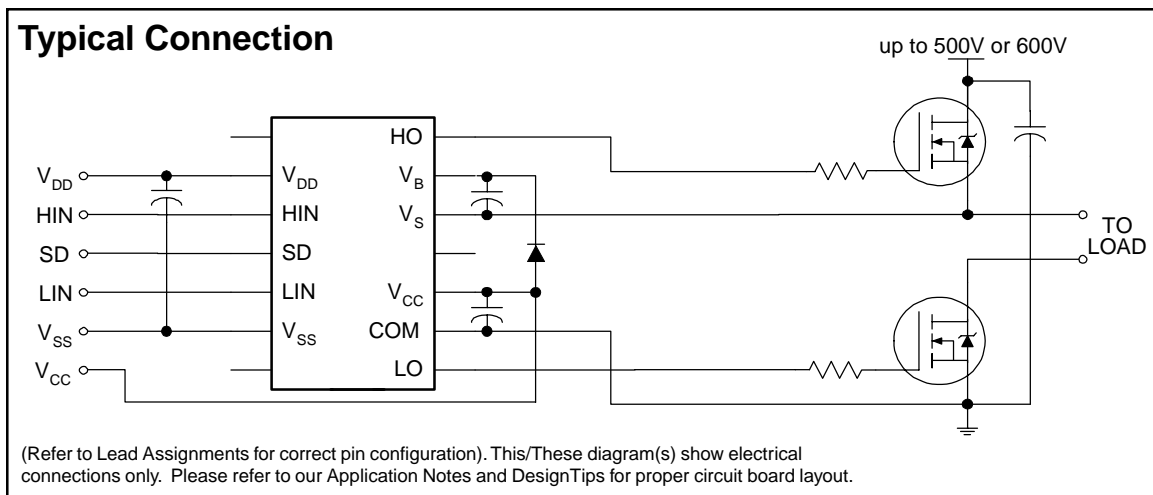 Typical Connection
up to 500V or 600V
HO
VDD
VDD
VB
HIN
HIN
VS
SD
SD
TO
LOAD
LIN
LIN
VCC
VSS
VSS
COM
VCC
LO
(Refer to Lead Assignments for correct pin configuration). This/These diagram(s) show electrical
connections only. Please refer to our Application Notes and DesignTips for proper circuit board layout.